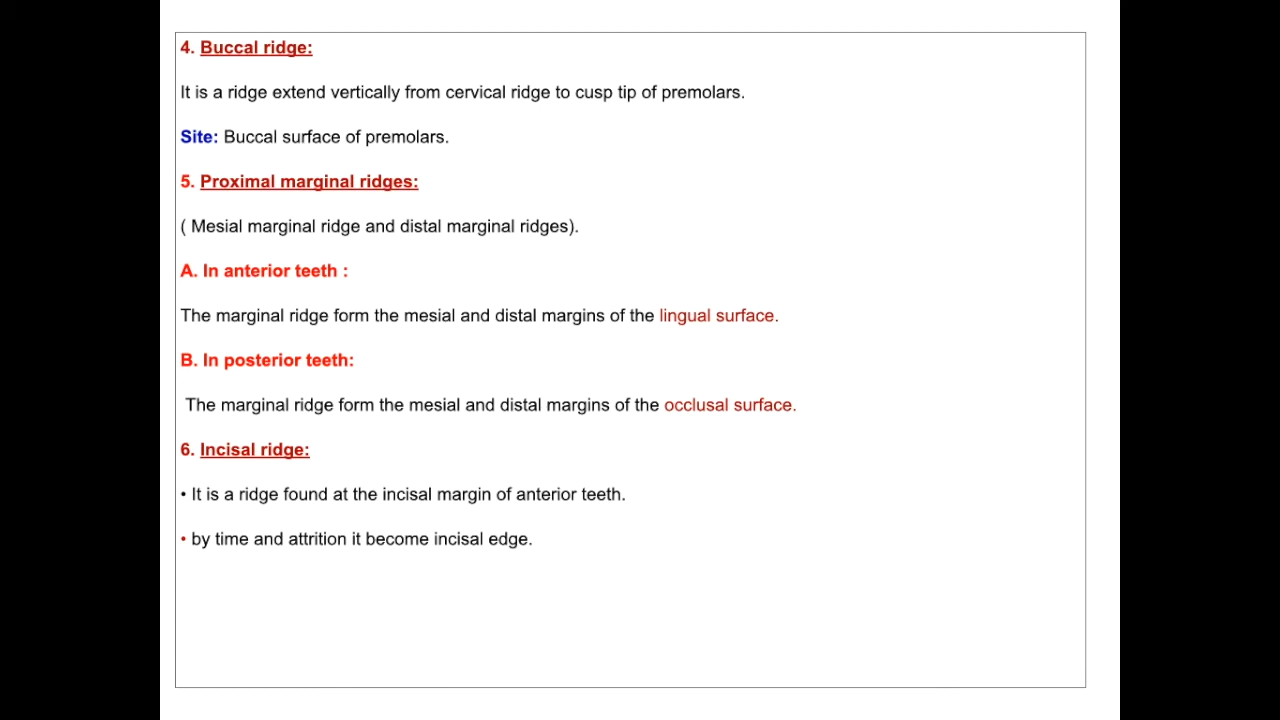 4. Buccal ridge:
It is a ridge extend vertically from cervical ridge to cusp tip of premolars.
Site: Buccal surface of premolars.
5. Proximal marginal ridges:
( Mesial marginal ridge and distal marginal ridges).
A. In anterior teeth :
The marginal ridge form the mesial and distal margins of the lingual surface.
B. In posterior teeth:
The marginal ridge form the mesial and distal margins of the occlusal surface.
6. Incisal ridge:
• It is a ridge found at the incisal margin of anterior teeth.
• by time and attrition it become incisal edge.